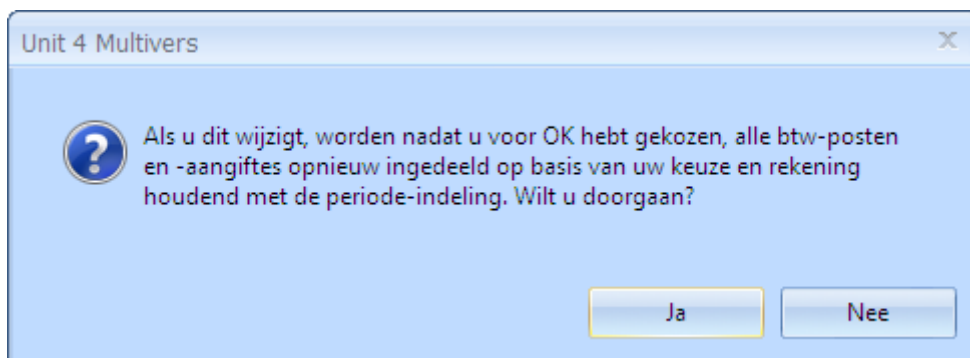 Unit 4 Multivers
Als u dit wijzigt, worden nadat u voor OK hebt gekozen, alle btw-posten
en -aangiftes opnieuw ingedeeld op basis van uw keuze en rekening
houdend met de periode-indeling. Wilt u doorgaan?
Ja
Nee